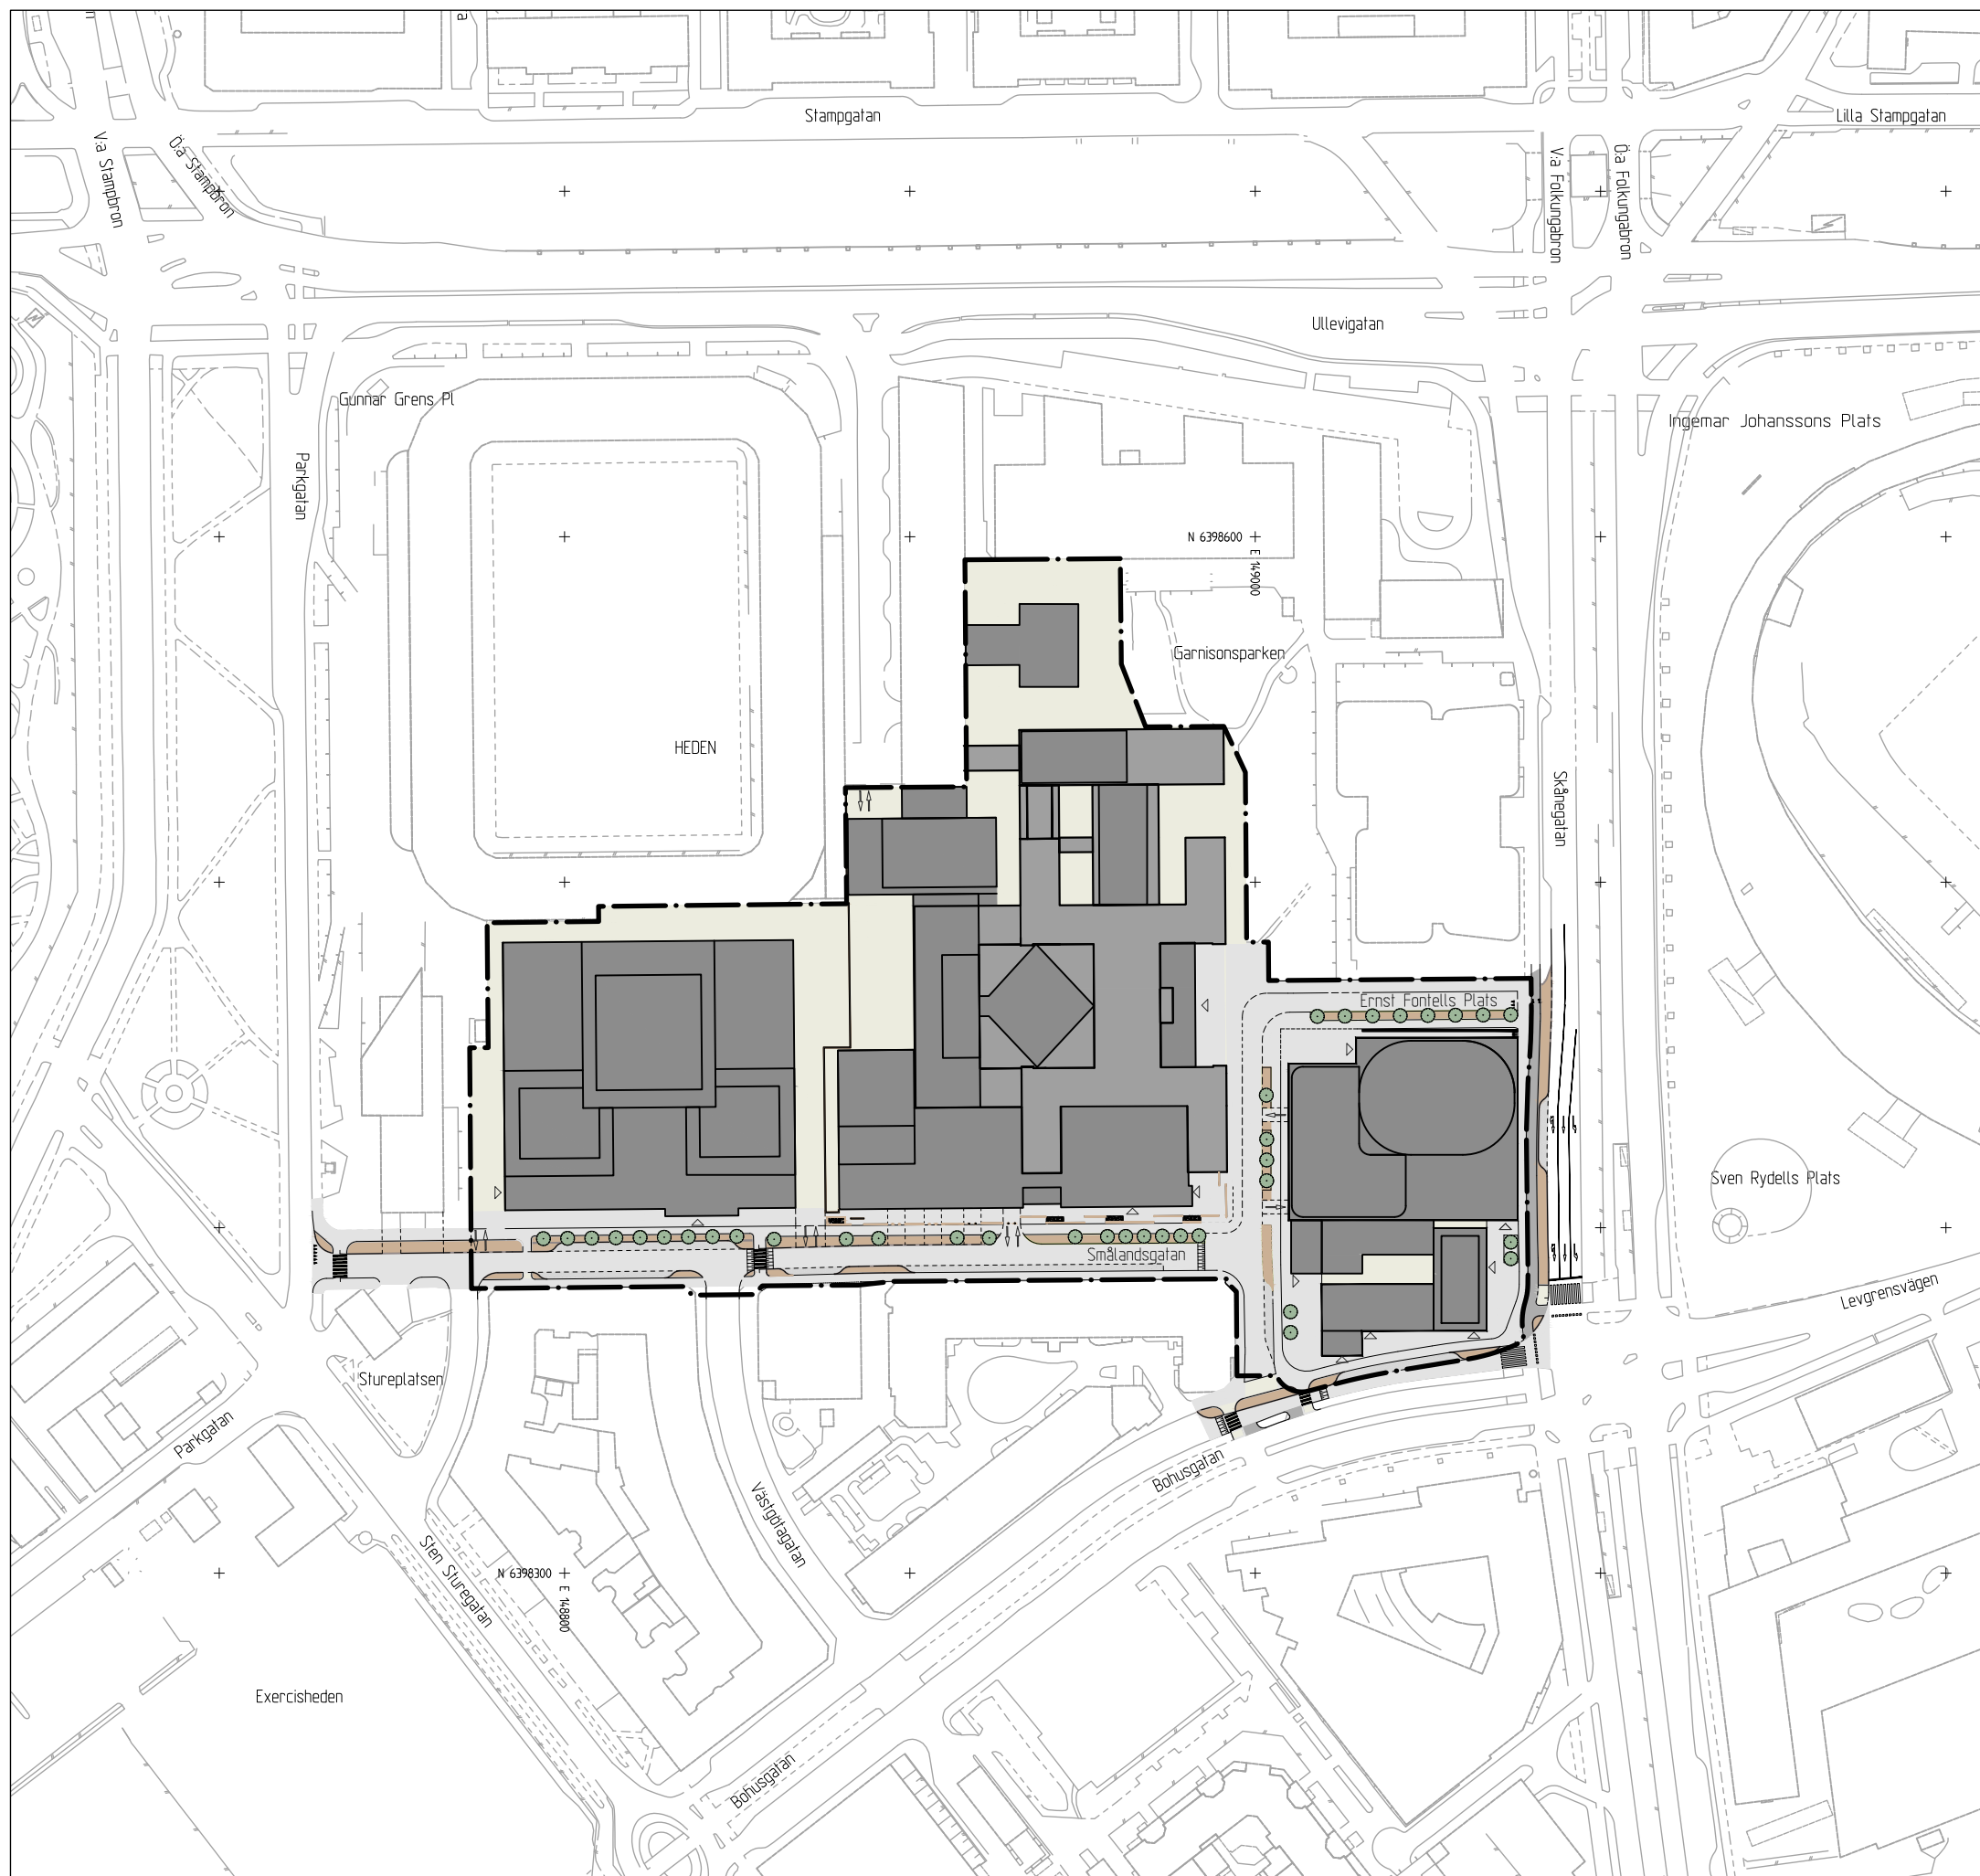 Stampgatan
Lilla Stampgatan
V:a Stampbron
Ö:a Stampbron
V:a Folkungabron
Ö:a Folkungabron
Ullevigatan
Gunnar Grens Pl
Ingemar Johanssons Plats
Parkgatan
N 6398600
E 149000
Garnisonsparken
HEDEN
Skånegatan
Ernst Fontells Plats
Sven Rydells Plats
Smålandsgatan
Levgrensvägen
Stureplatsen
Parkgatan
Bohusgatan
Västgötagatan
Sten Sturegatan
N 6398300
E 148800
Exercisheden
Bohusgatan